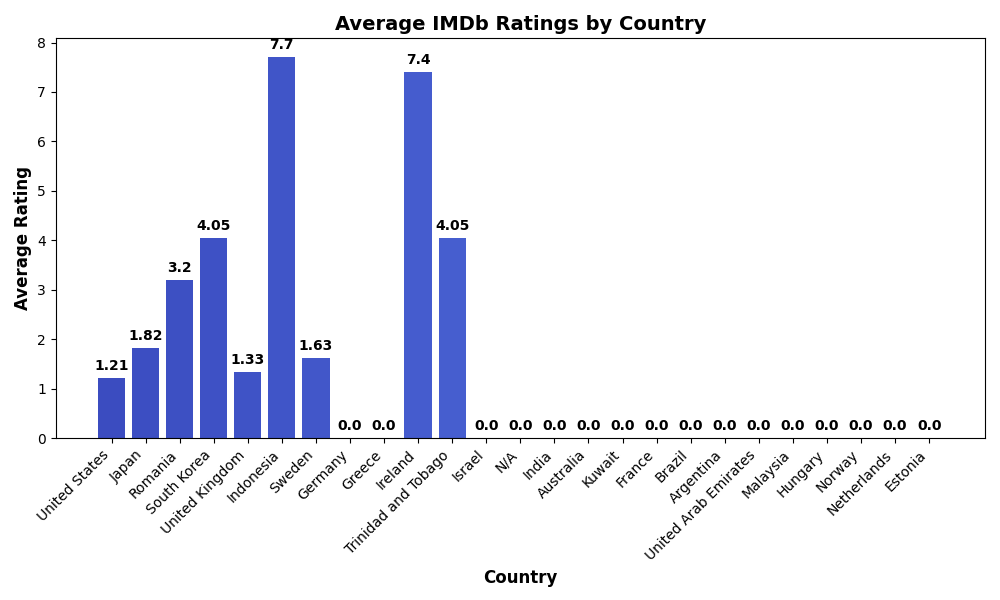 Average IMDb Ratings by Country
Average Rating
8
7
6
5
4
3
2
1
0
1.21
1.82
3.2
4.05
1.33
7.7
1.63
0.0
0.0
7.4
4.05
0.0
0.0
0.0
0.0
0.0
0.0
0.0
0.0
0.0
0.0
0.0
0.0
0.0
0.0
United States
Japan
Romania
South Korea
United Kingdom
Indonesia
Sweden
Germany
Greece
Ireland
Trinidad and Tobago
Israel
N/A
India
Australia
Kuwait
France
Brazil
Argentina
United Arab Emirates
Malaysia
Hungary
Norway
Netherlands
Estonia
Country